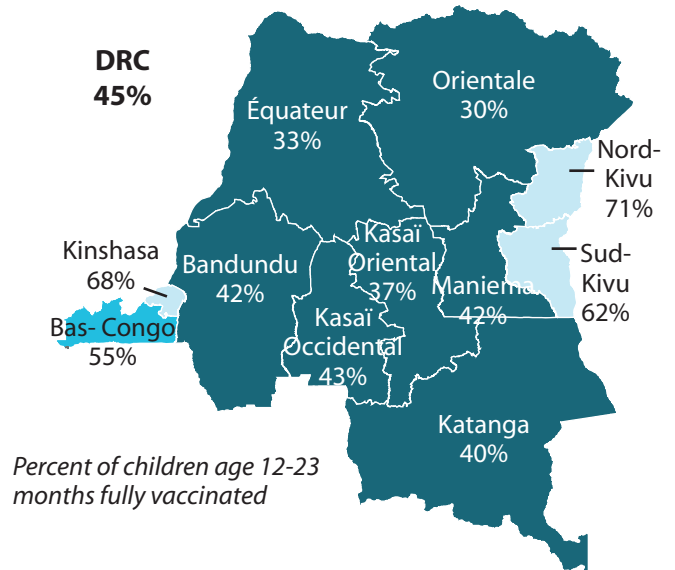 DRC
45%
Orientale
30%
Équateur
33%
Nord-
Kivu
71%
Kinshasa
68%
Bandundu
42%
Kasaï
Oriental
37%
Maniema
42%
Sud-
Kivu
62%
Bas- Congo
55%
Kasaï
Occidental
43%
Katanga
40%
Percent of children age 12-23
months fully vaccinated